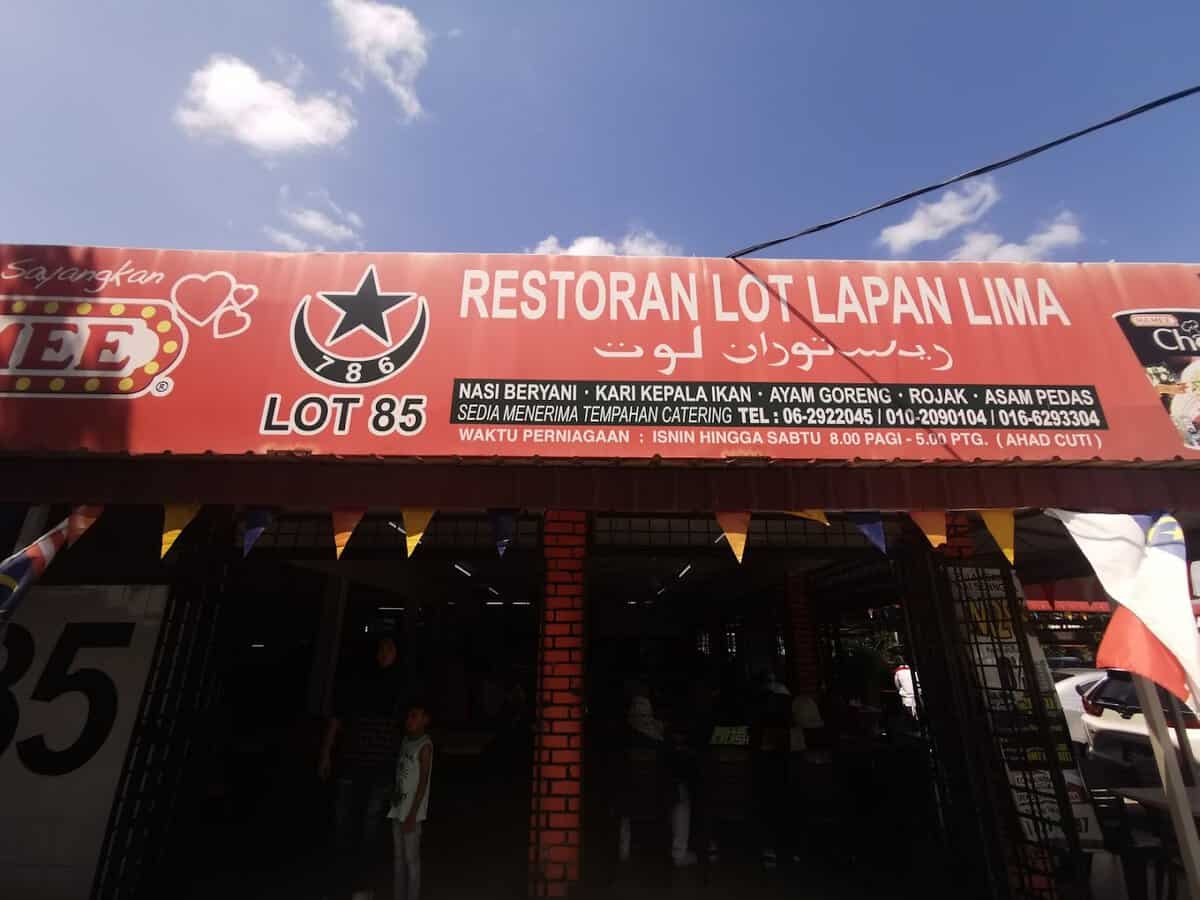 Sayangkan
MEE
®
786
LOT 85
RESTORAN LOT LAPAN LIMA
ريستوران لوت
NASI BERYANI · KARI KEPALA IKAN · AYAM GORENG · ROJAK · ASAM PEDAS
SEDIA MENERIMA TEMPAHAN CATERING TEL : 06-2922045 / 010-2090104 / 016-6293304
WAKTU PERNIAGAAN : ISNIN HINGGA SABTU 8.00 PAGI - 5.00 PTG. ( AHAD CUTI )
MAMEE
85